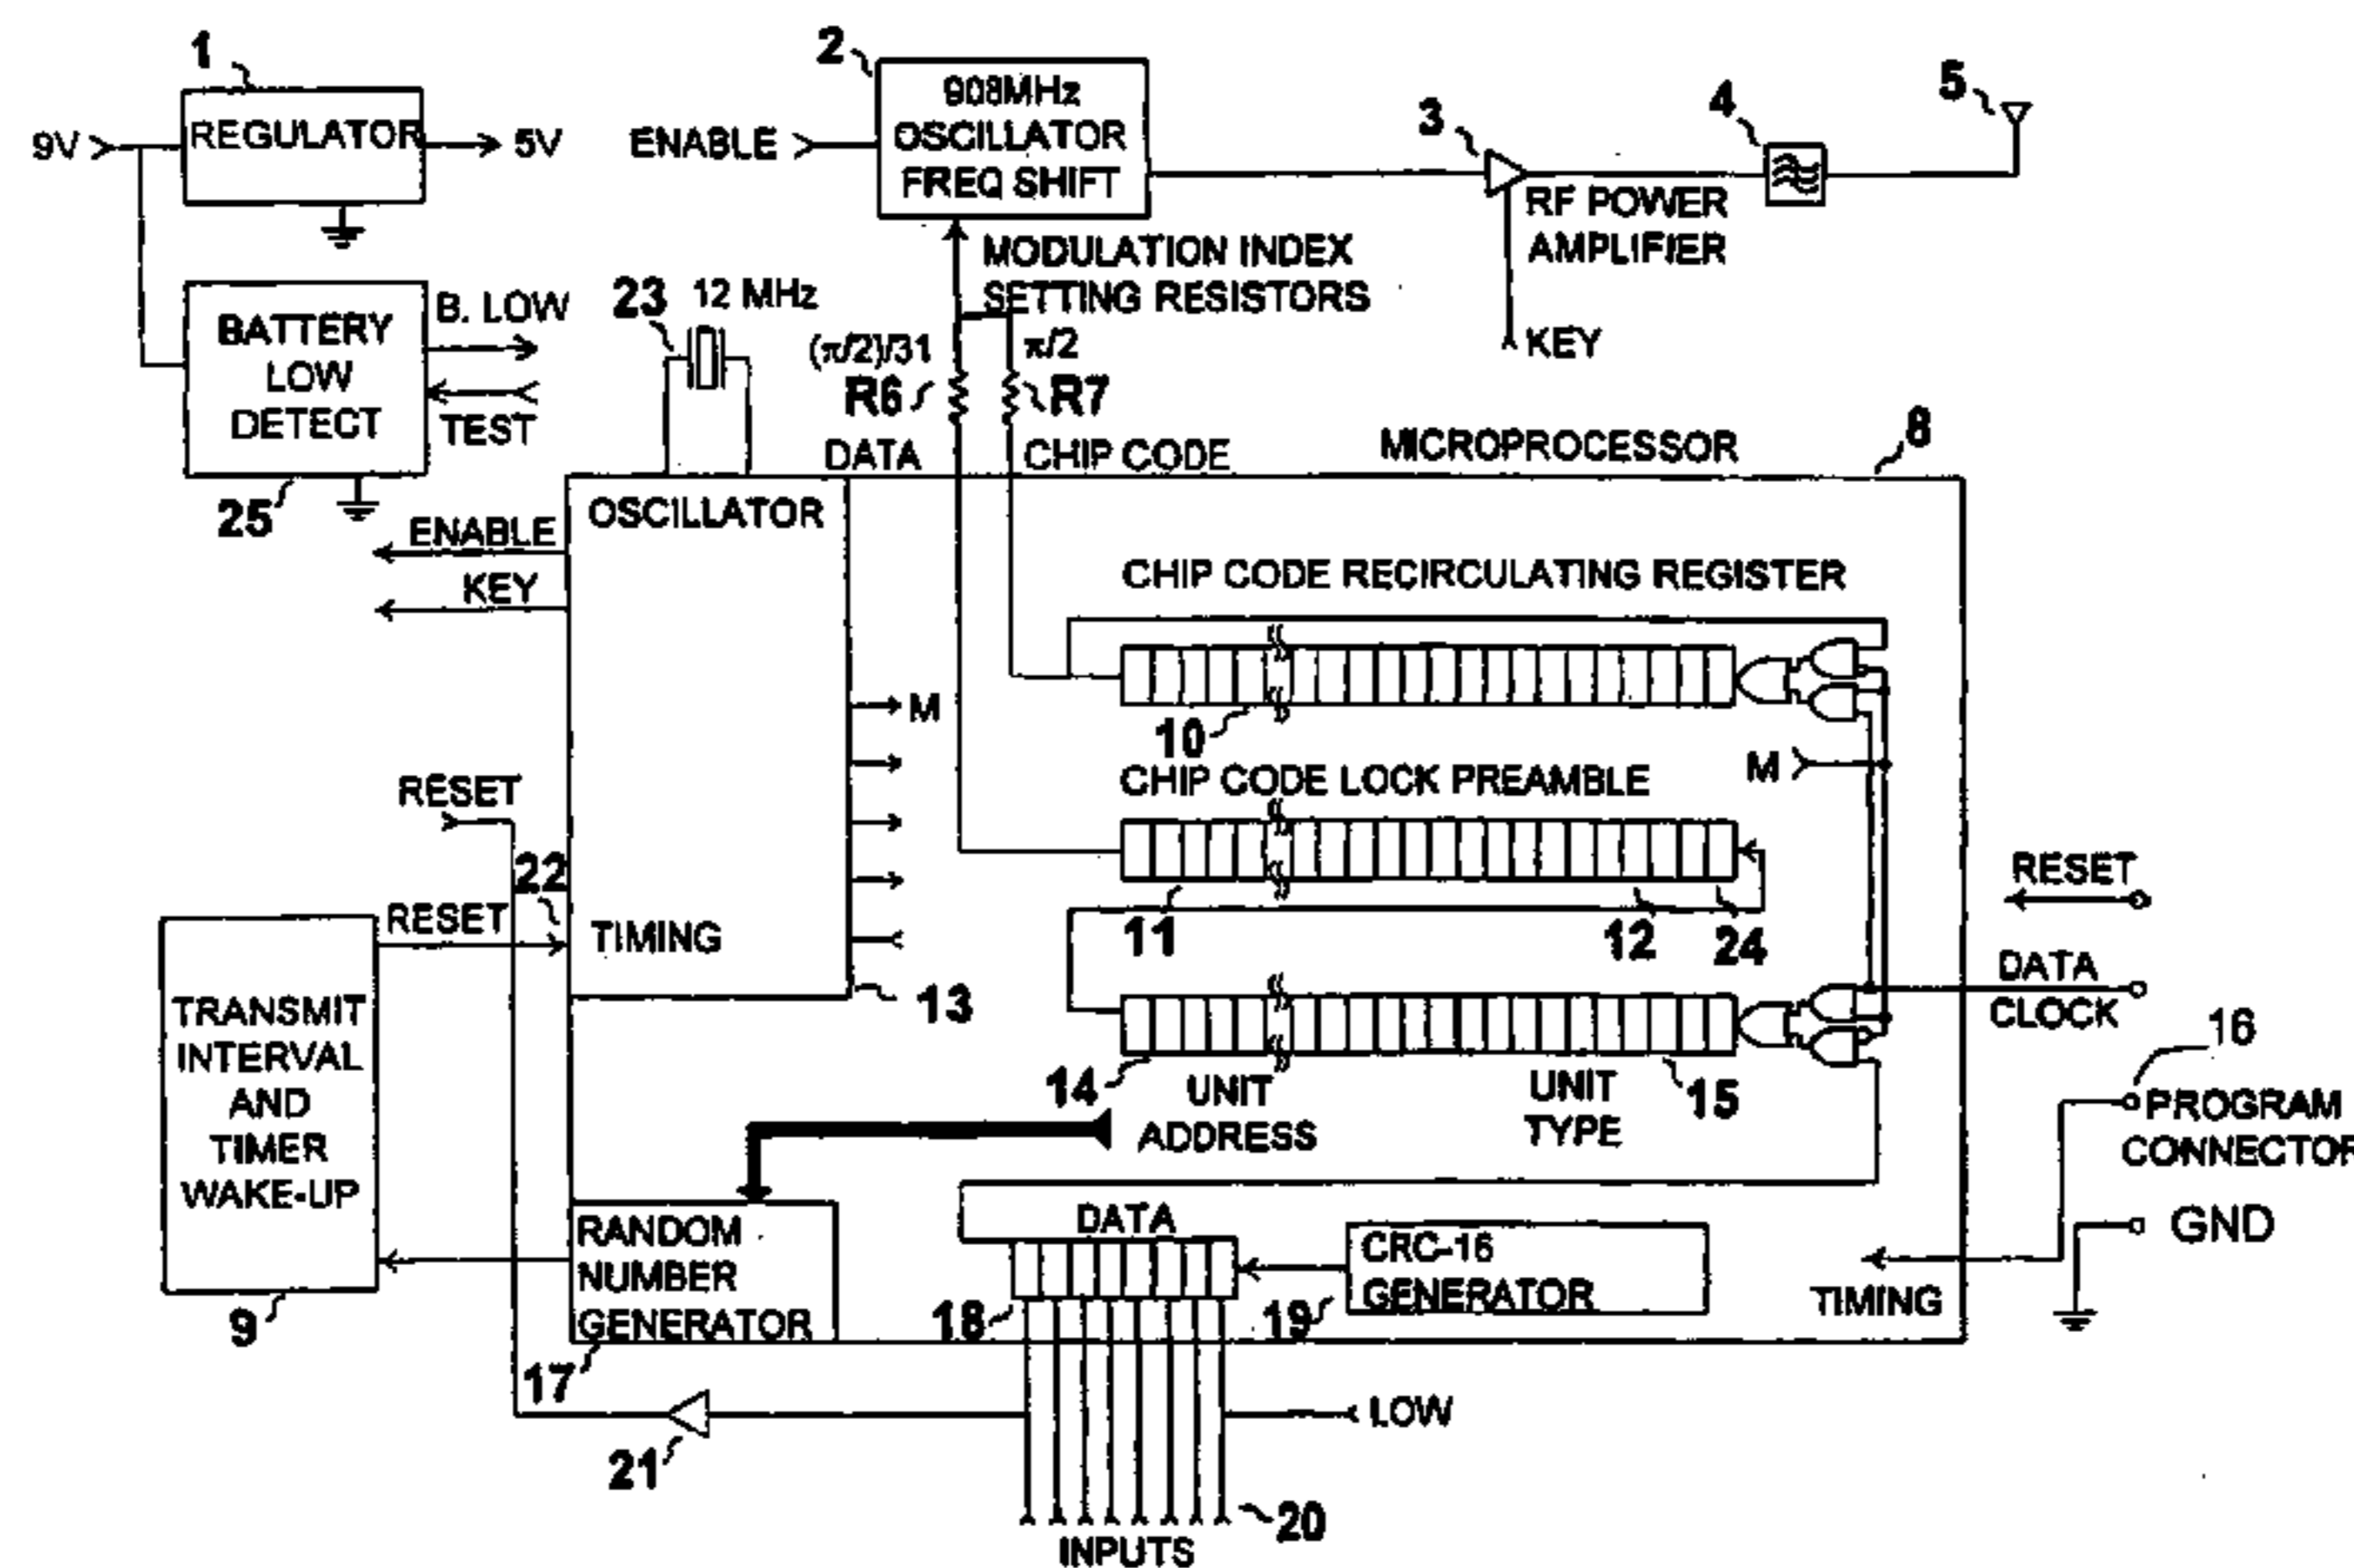 1
REGULATOR
9V
5V
2
908MHz
OSCILLATOR
FREQ SHIFT
ENABLE
3
RF POWER
AMPLIFIER
KEY
4
5
MODULATION INDEX
SETTING RESISTORS
BATTERY
LOW
DETECT
B. LOW
TEST
25
23
12 MHz
(π/2)/31
R6
π/2
R7
DATA
CHIP CODE
MICROPROCESSOR
8
OSCILLATOR
ENABLE
KEY
CHIP CODE RECIRCULATING REGISTER
M
10
CHIP CODE LOCK PREAMBLE
M
RESET
22
RESET
TIMING
11
12
24
RESET
13
DATA
CLOCK
TRANSMIT
INTERVAL
AND
TIMER
WAKE-UP
9
14
UNIT
ADDRESS
UNIT
TYPE
15
16
PROGRAM
CONNECTOR
GND
RANDOM
NUMBER
GENERATOR
17
DATA
18
CRC-16
GENERATOR
19
TIMING
21
LOW
20
INPUTS